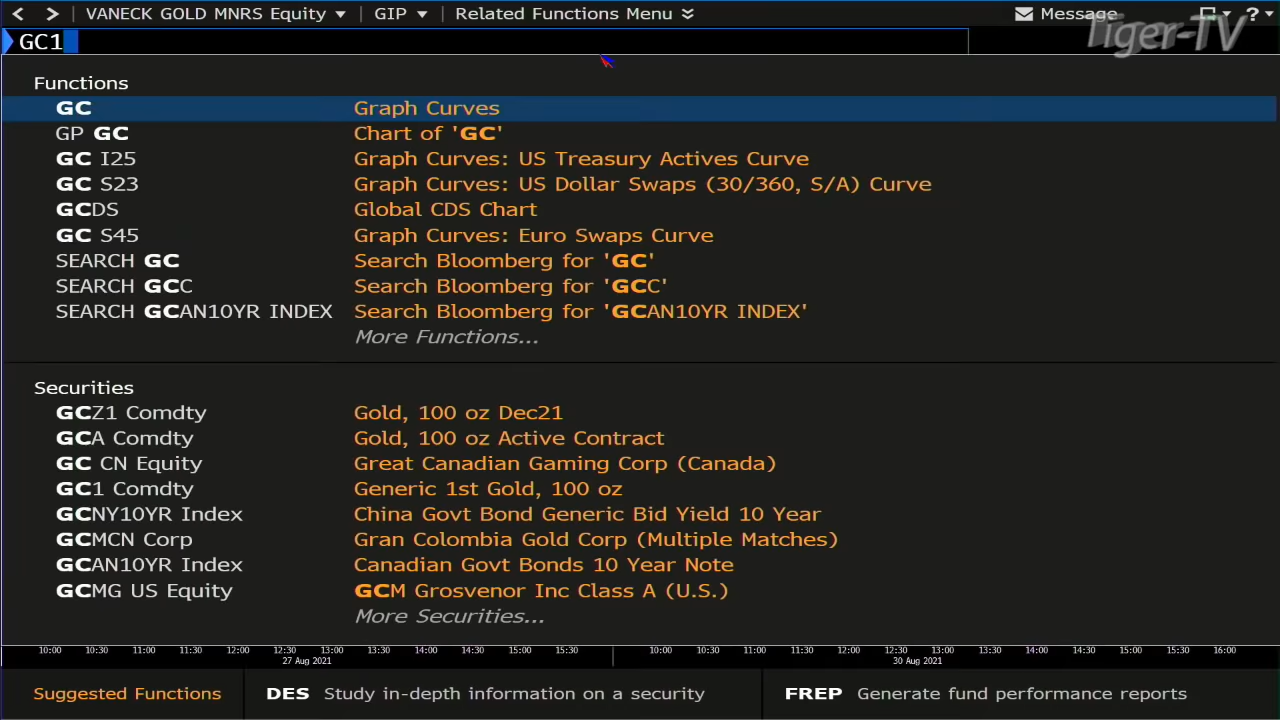 < > VANECK GOLD MNRS Equity GIP Related Functions Menu Message ?
Tiger-TV
GC1
Functions
GC Graph Curves
GP GC Chart of 'GC'
GC I25 Graph Curves: US Treasury Actives Curve
GC S23 Graph Curves: US Dollar Swaps (30/360, S/A) Curve
GCDS Global CDS Chart
GC S45 Graph Curves: Euro Swaps Curve
SEARCH GC Search Bloomberg for 'GC'
SEARCH GCC Search Bloomberg for 'GCC'
SEARCH GCAN10YR INDEX Search Bloomberg for 'GCAN10YR INDEX'
More Functions...
Securities
GCZ1 Comdty Gold, 100 oz Dec21
GCA Comdty Gold, 100 oz Active Contract
GC CN Equity Great Canadian Gaming Corp (Canada)
GC1 Comdty Generic 1st Gold, 100 oz
GCNY10YR Index China Govt Bond Generic Bid Yield 10 Year
GCMCN Corp Gran Colombia Gold Corp (Multiple Matches)
GCAN10YR Index Canadian Govt Bonds 10 Year Note
GCMG US Equity GCM Grosvenor Inc Class A (U.S.)
More Securities...
10:00 10:30 11:00 11:30 12:00 12:30 13:00 13:30 14:00 14:30 15:00 15:30 10:00 10:30 11:00 11:30 12:00 12:30 13:00 13:30 14:00 14:30 15:00 15:30 16:00
27 Aug 2021 30 Aug 2021
Suggested Functions DES Study in-depth information on a security FREP Generate fund performance reports